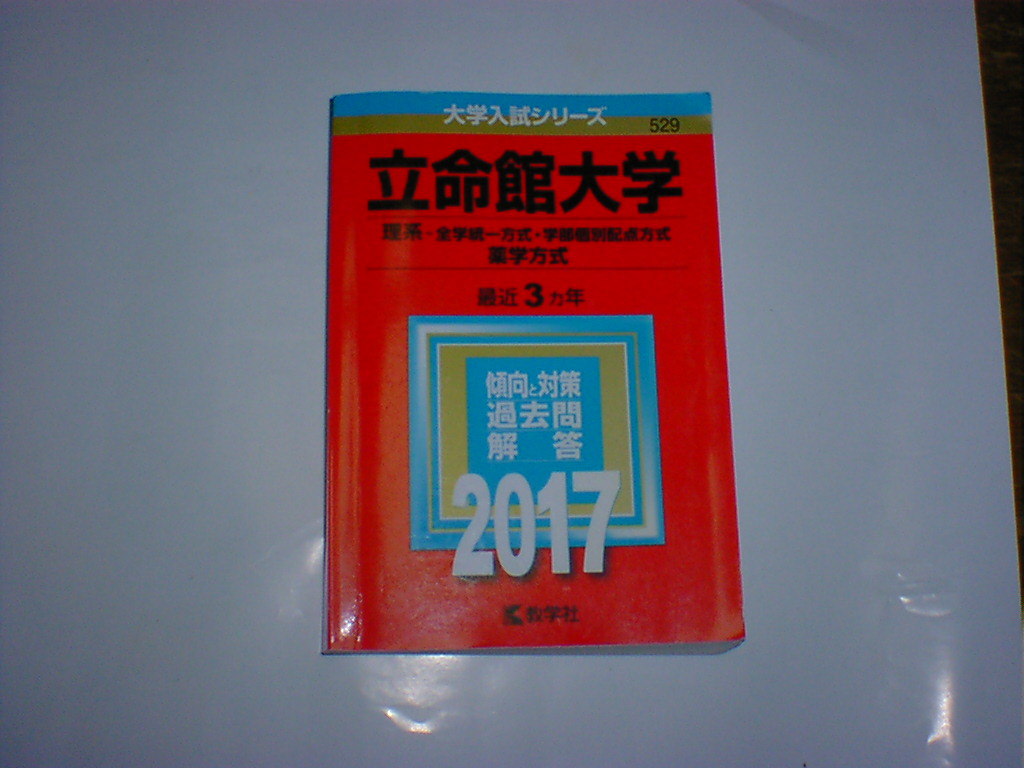 大学入試シリーズ
529
立命館大学
理系-全学統一方式・学部個別配点方式
薬学方式
最近3カ年
傾向と対策
過去問
解答
2017
教学社